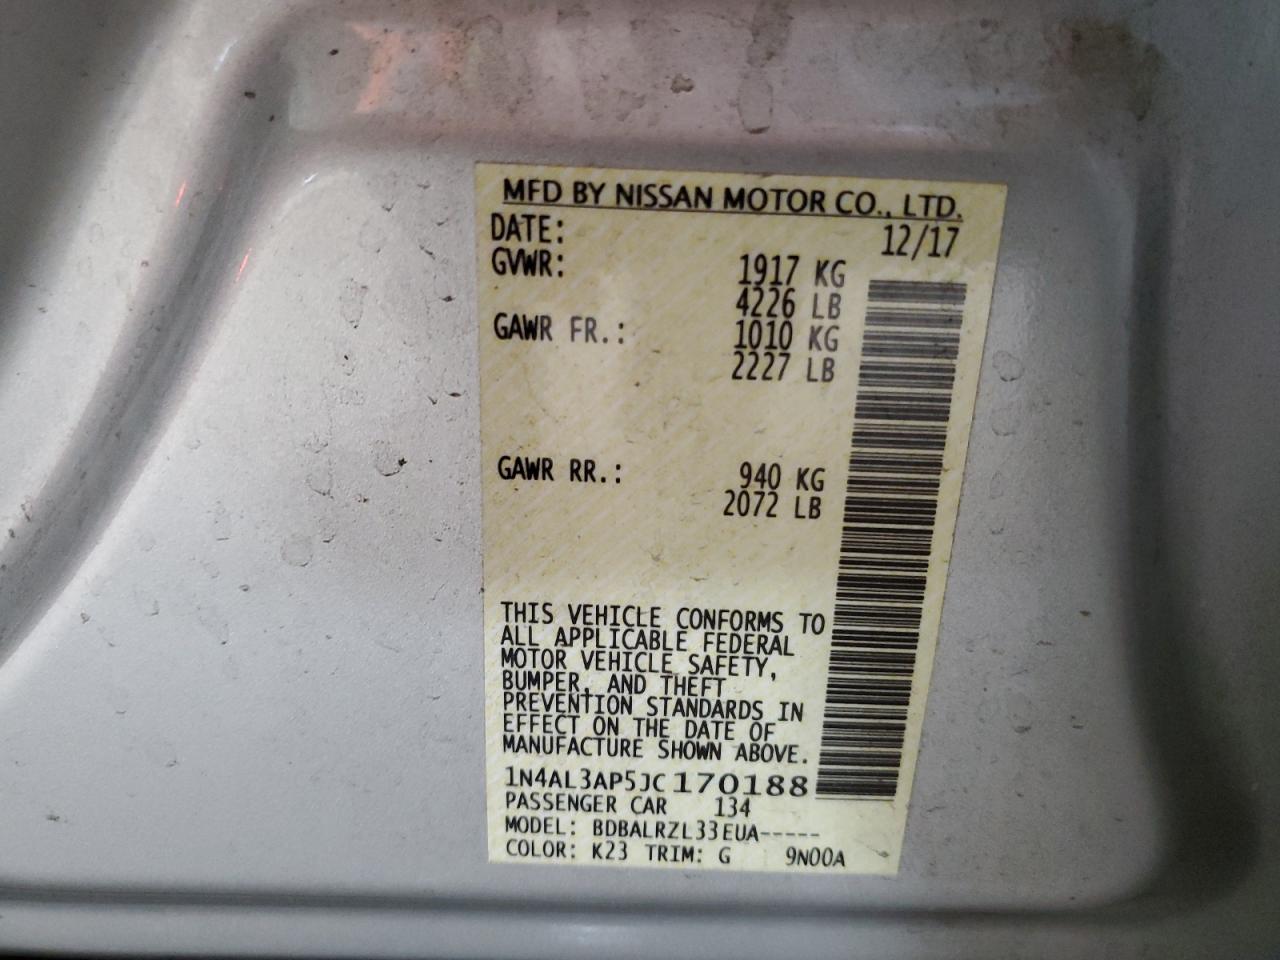 MFD BY NISSAN MOTOR CO., LTD.
DATE: 12/17
GVWR: 1917 KG
4226 LB
GAWR FR.: 1010 KG
2227 LB
GAWR RR.: 940 KG
2072 LB
THIS VEHICLE CONFORMS TO
ALL APPLICABLE FEDERAL
MOTOR VEHICLE SAFETY,
BUMPER, AND THEFT
PREVENTION STANDARDS IN
EFFECT ON THE DATE OF
MANUFACTURE SHOWN ABOVE.
1N4AL3AP5JC170188
PASSENGER CAR 134
MODEL: BDBALRZL33EUA-----
COLOR: K23 TRIM: G 9N00A